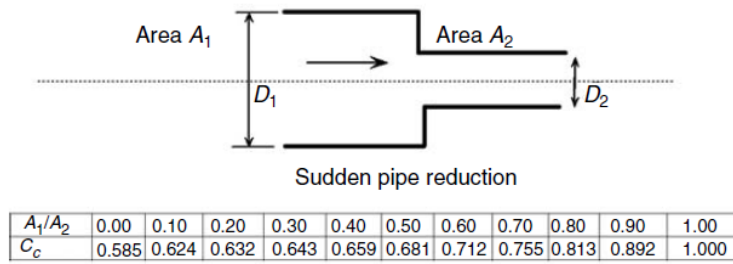 Area A₁ Area A₂
D₁ D₂
Sudden pipe reduction
A₁/A₂ 0.00 0.10 0.20 0.30 0.40 0.50 0.60 0.70 0.80 0.90 1.00
C_c 0.585 0.624 0.632 0.643 0.659 0.681 0.712 0.755 0.813 0.892 1.000